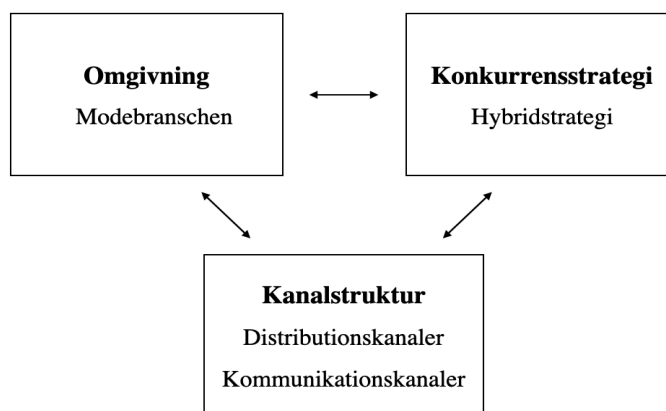 Omgivning
Modebranschen
Konkurrensstrategi
Hybridstrategi
Kanalstruktur
Distributionskanaler
Kommunikationskanaler